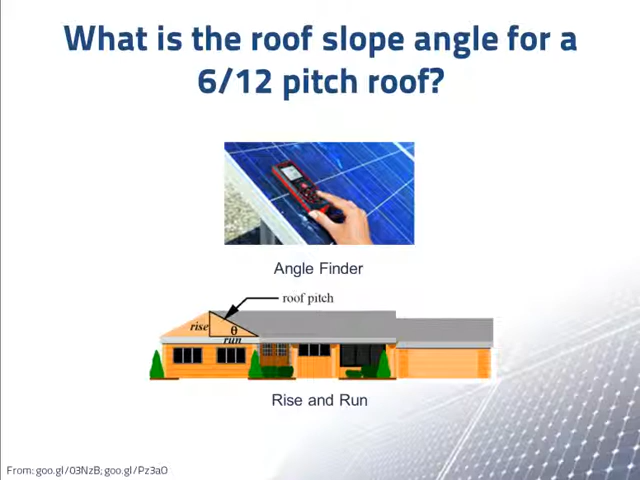 What is the roof slope angle for a
6/12 pitch roof?
Angle Finder
roof pitch
rise
θ
run
Rise and Run
From: goo.gl/03NzB; goo.gl/Pz3aO